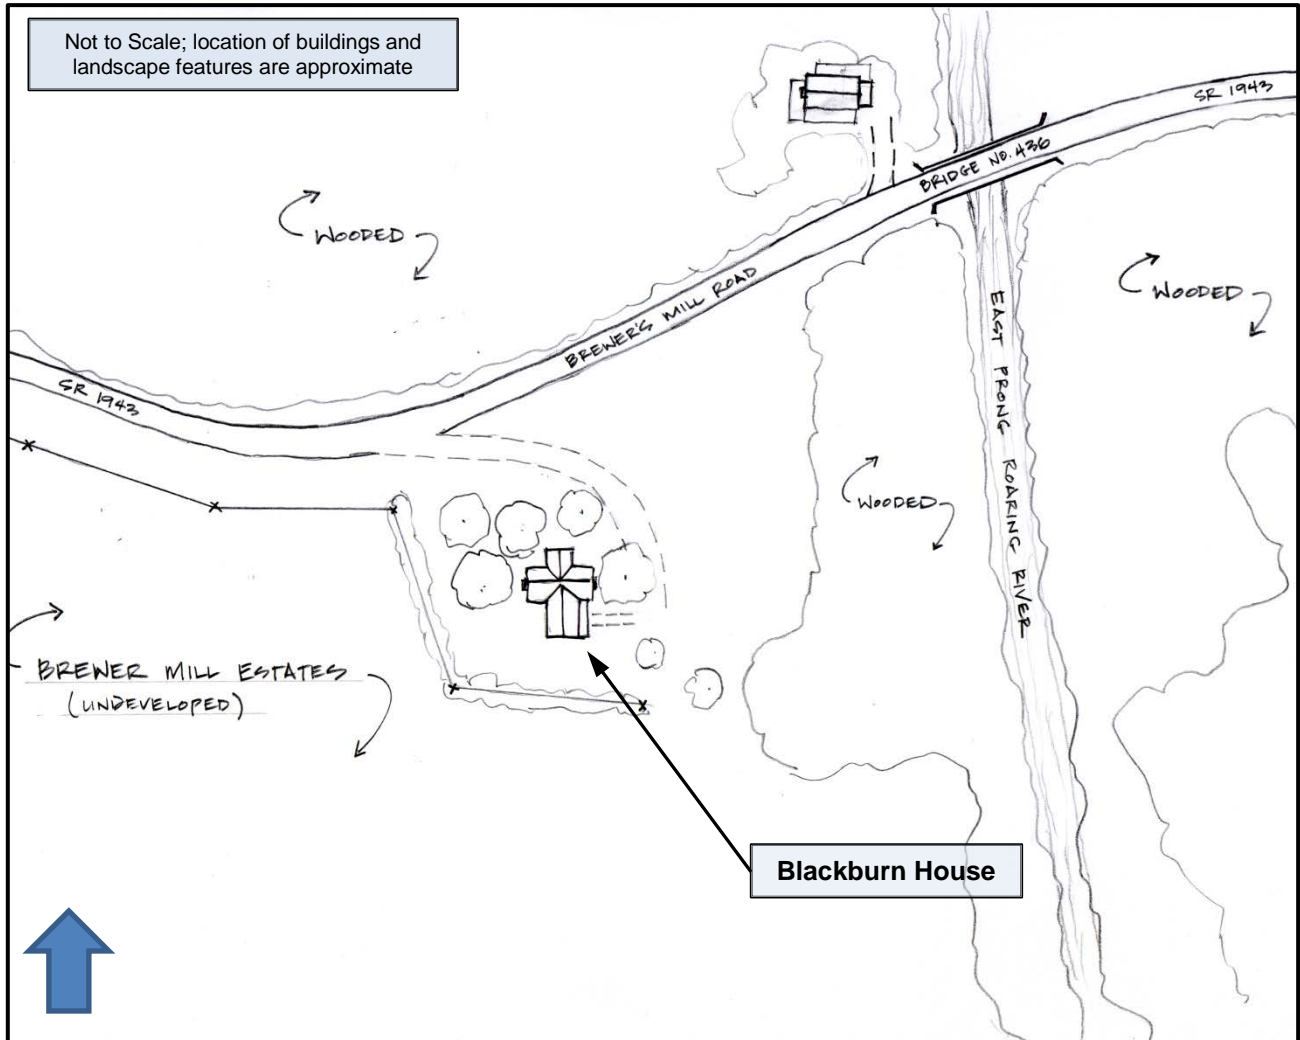 Not to Scale; location of buildings and
landscape features are approximate
SR 1943
BRIDGE NO. 436
WOODED
WOODED
BREWER'S MILL ROAD
EAST PRONG ROARING RIVER
SR 1943
WOODED
BREWER MILL ESTATES
(UNDEVELOPED)
Blackburn House